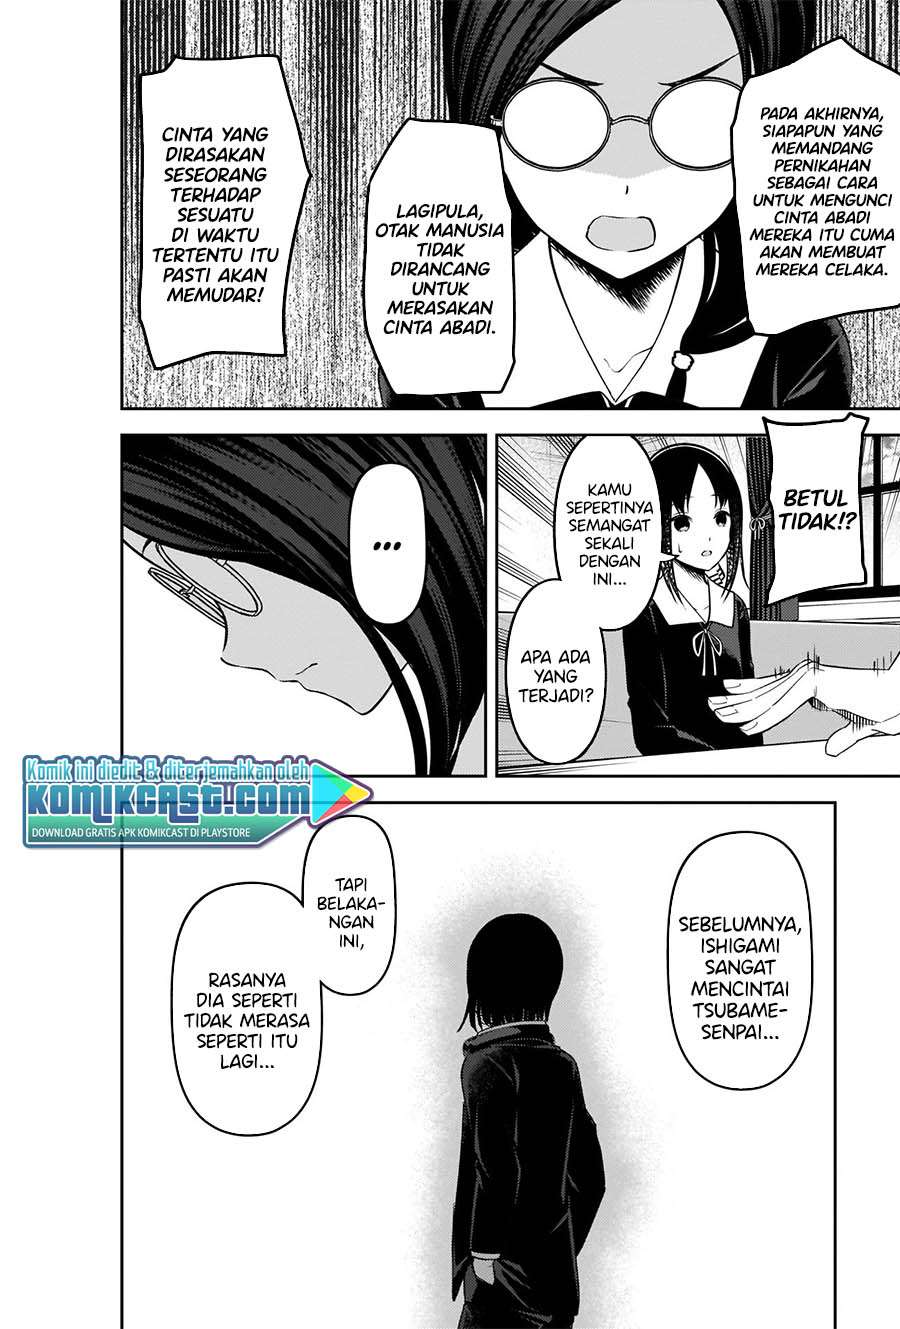 PADA AKHIRNYA,
SIAPAPUN YANG
MEMANDANG
PERNIKAHAN
SEBAGAI CARA
UNTUK MENGUNCI
CINTA ABADI
MEREKA ITU CUMA
AKAN MEMBUAT
MEREKA CELAKA.
LAGIPULA,
OTAK MANUSIA
TIDAK
DIRANCANG
UNTUK
MERASAKAN
CINTA ABADI.
CINTA YANG
DIRASAKAN
SESEORANG
TERHADAP
SESUATU
DI WAKTU
TERTENTU ITU
PASTI AKAN
MEMUDAR!
BETUL
TIDAK!?
KAMU
SEPERTINYA
SEMANGAT
SEKALI
DENGAN
INI...
APA ADA
YANG
TERJADI?
...
Komik ini diedit & diterjemahkan oleh
KOMIKCAST.COM
DOWNLOAD GRATIS APK KOMIKCAST DI PLAYSTORE
SEBELUMNYA,
ISHIGAMI
SANGAT
MENCINTAI
TSUBAME-
SENPAI...
TAPI
BELAKA-
NGAN
INI,
RASANYA
DIA SEPERTI
TIDAK MERASA
SEPERTI ITU
LAGI...